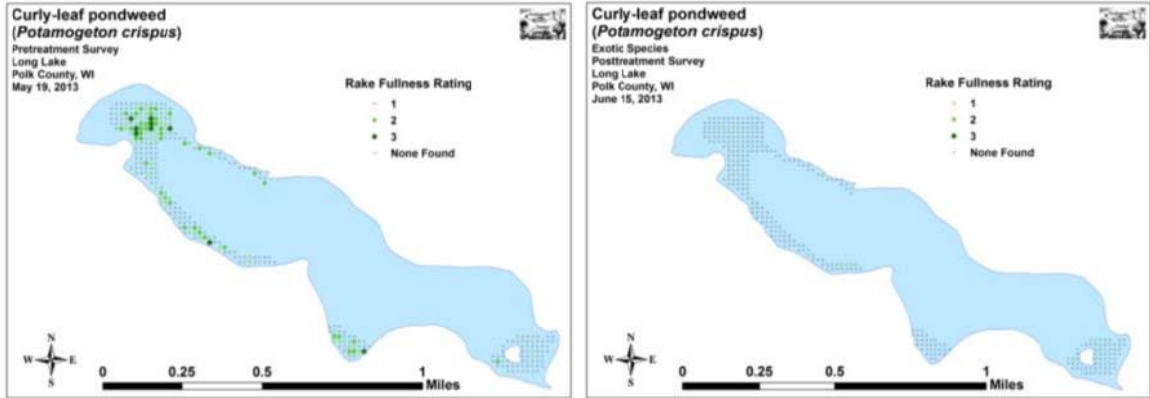 Curly-leaf pondweed
(Potamogeton crispus)
Pretreatment Survey
Long Lake
Polk County, WI
May 19, 2013
Rake Fullness Rating
1
2
3
None Found
N
W E
S
0 0.25 0.5 1
Miles
Curly-leaf pondweed
(Potamogeton crispus)
Exotic Species
Posttreatment Survey
Long Lake
Polk County, WI
June 15, 2013
Rake Fullness Rating
1
2
3
None Found
N
W E
S
0 0.25 0.5 1
Miles